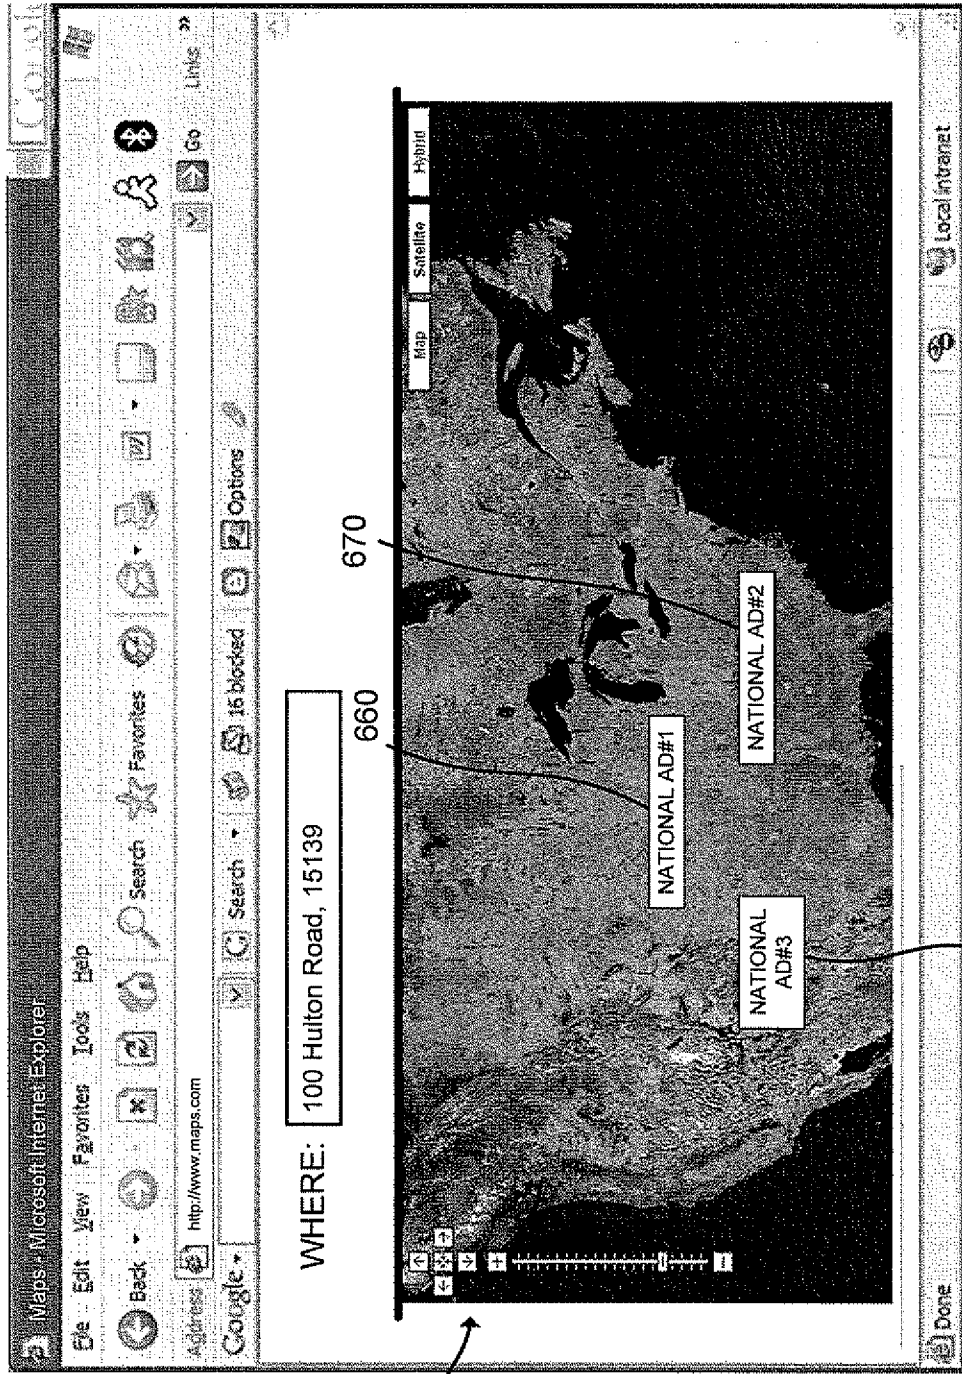 Maps - Microsoft Internet Explorer
File Edit View Favorites Tools Help
Back Search Favorites
Address http://www.maps.com Go Links »
Google Search 16 blocked Options
WHERE: 100 Hulton Road, 15139
660
670
Map Satellite Hybrid
NATIONAL AD#1
NATIONAL AD#2
NATIONAL
AD#3
Done Local intranet